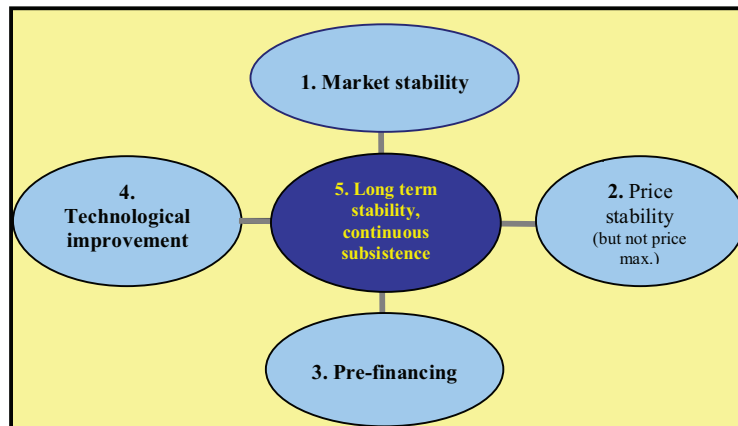 1. Market stability
4.
Technological
improvement
5. Long term
stability,
continuous
subsistence
2. Price
stability
(but not price
max.)
3. Pre-financing